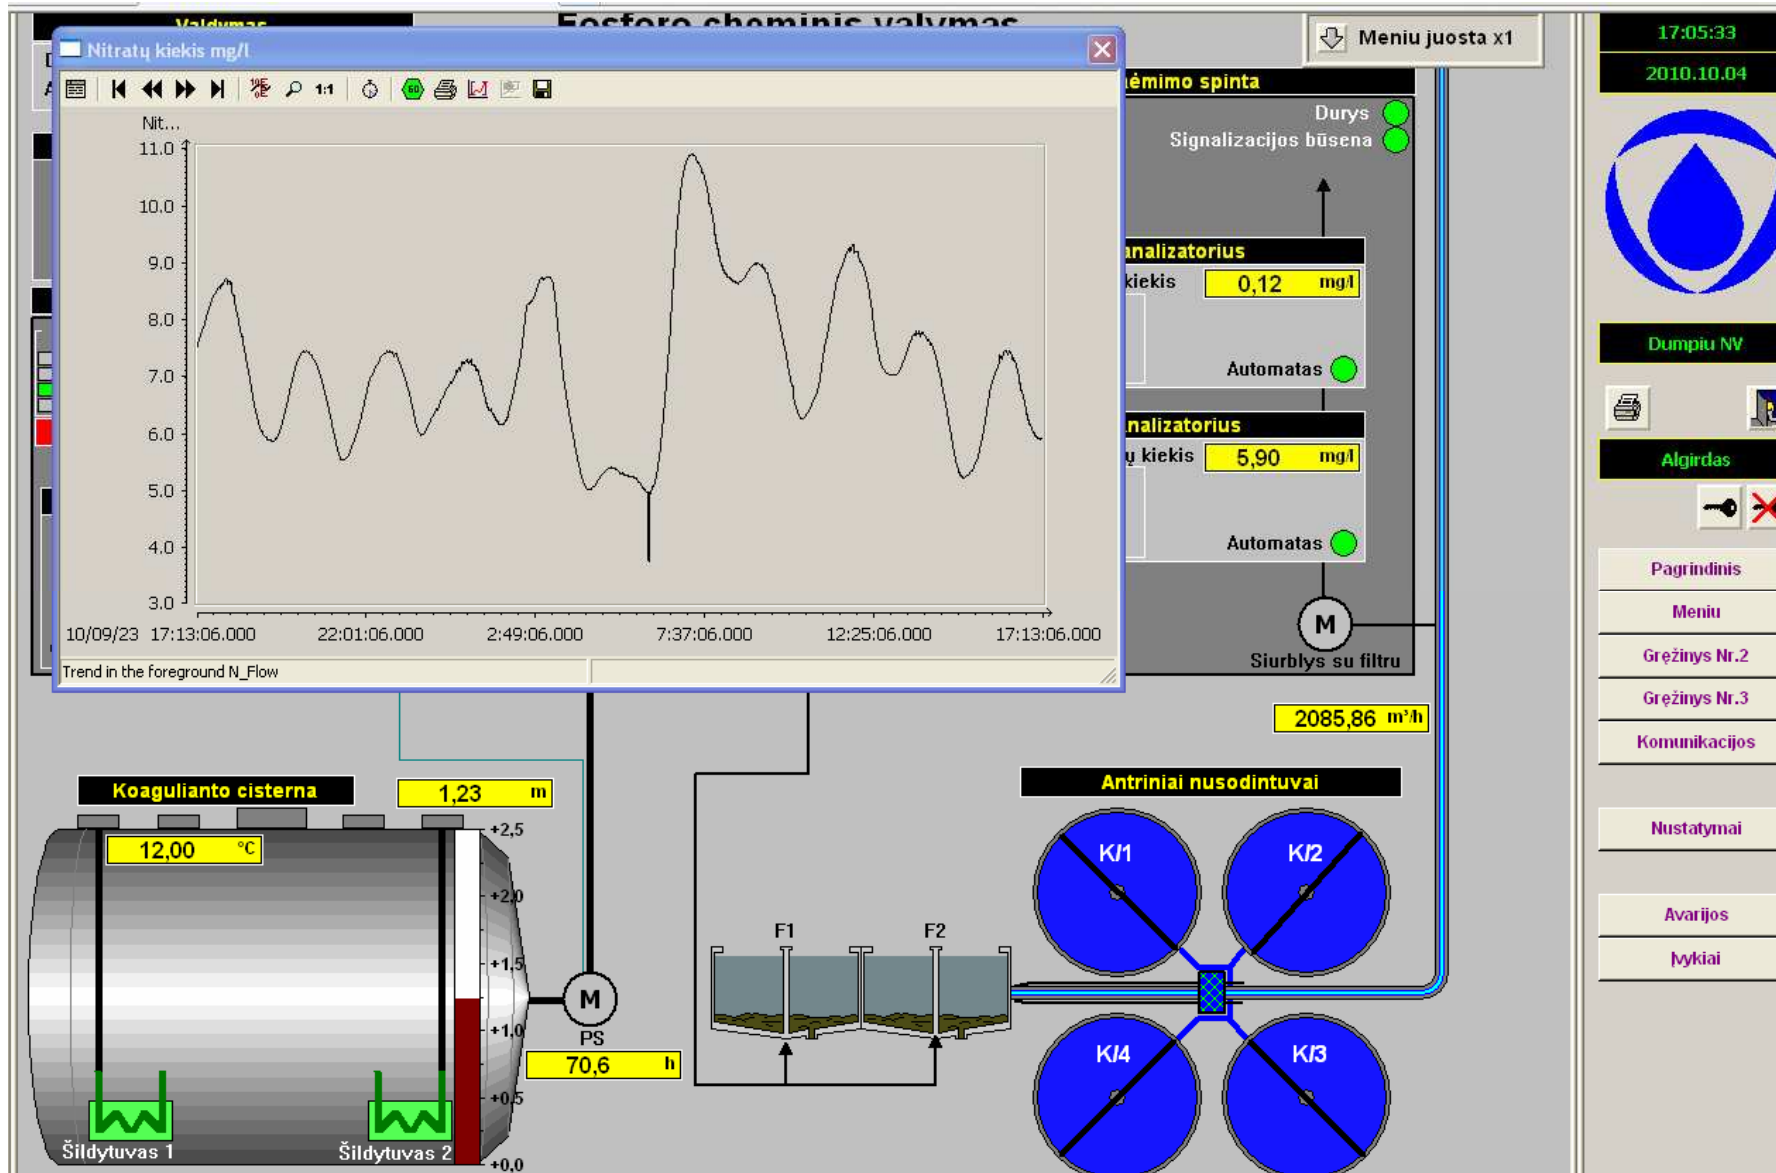 Valdymas
Fosforo cheminis valymas
Meniu juosta x1
17:05:33
2010.10.04
Nitratų kiekis mg/l
1:1
60
Nit...
11.0
10.0
9.0
8.0
7.0
6.0
5.0
4.0
3.0
10/09/23 17:13:06.000 22:01:06.000 2:49:06.000 7:37:06.000 12:25:06.000 17:13:06.000
Trend in the foreground N_Flow
ėmimo spinta
Durys
Signalizacijos būsena
analizatorius
kiekis 0,12 mg/l
Automatas
nalizatorius
ų kiekis 5,90 mg/l
Automatas
M
Siurblys su filtru
2085,86 m³/h
Dumpiu NV
Algirdas
Pagrindinis
Meniu
Gręžinys Nr.2
Gręžinys Nr.3
Komunikacijos
Nustatymai
Avarijos
Įvykiai
Koagulianto cisterna
1,23 m
12,00 °C
+2,5
+2,0
+1,5
+1,0
+0,5
+0,0
Šildytuvas 1
Šildytuvas 2
M
PS
70,6 h
F1
F2
Antriniai nusodintuvai
K/1
K/2
K/4
K/3